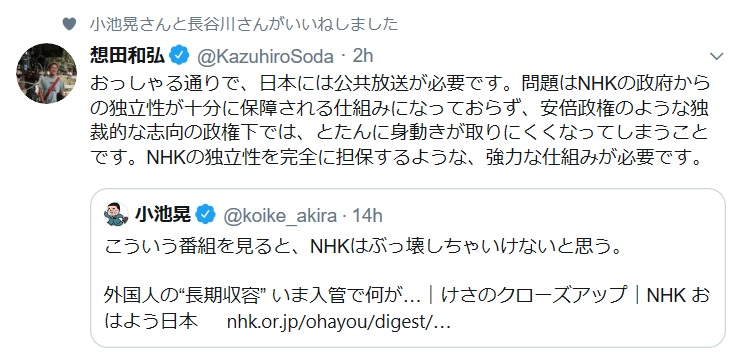 小池晃さんと長谷川さんがいいねしました
想田和弘 @KazuhiroSoda · 2h
おっしゃる通りで、日本には公共放送が必要です。問題はNHKの政府から
の独立性が十分に保障される仕組みになっておらず、安倍政権のような独
裁的な志向の政権下では、とたんに身動きが取りにくくなってしまうこと
です。NHKの独立性を完全に担保するような、強力な仕組みが必要です。
小池晃 @koike_akira · 14h
こういう番組を見ると、NHKはぶっ壊しちゃいけないと思う。
外国人の“長期収容” いま入管で何が…｜けさのクローズアップ｜NHK お
はよう日本 nhk.or.jp/ohayou/digest/…